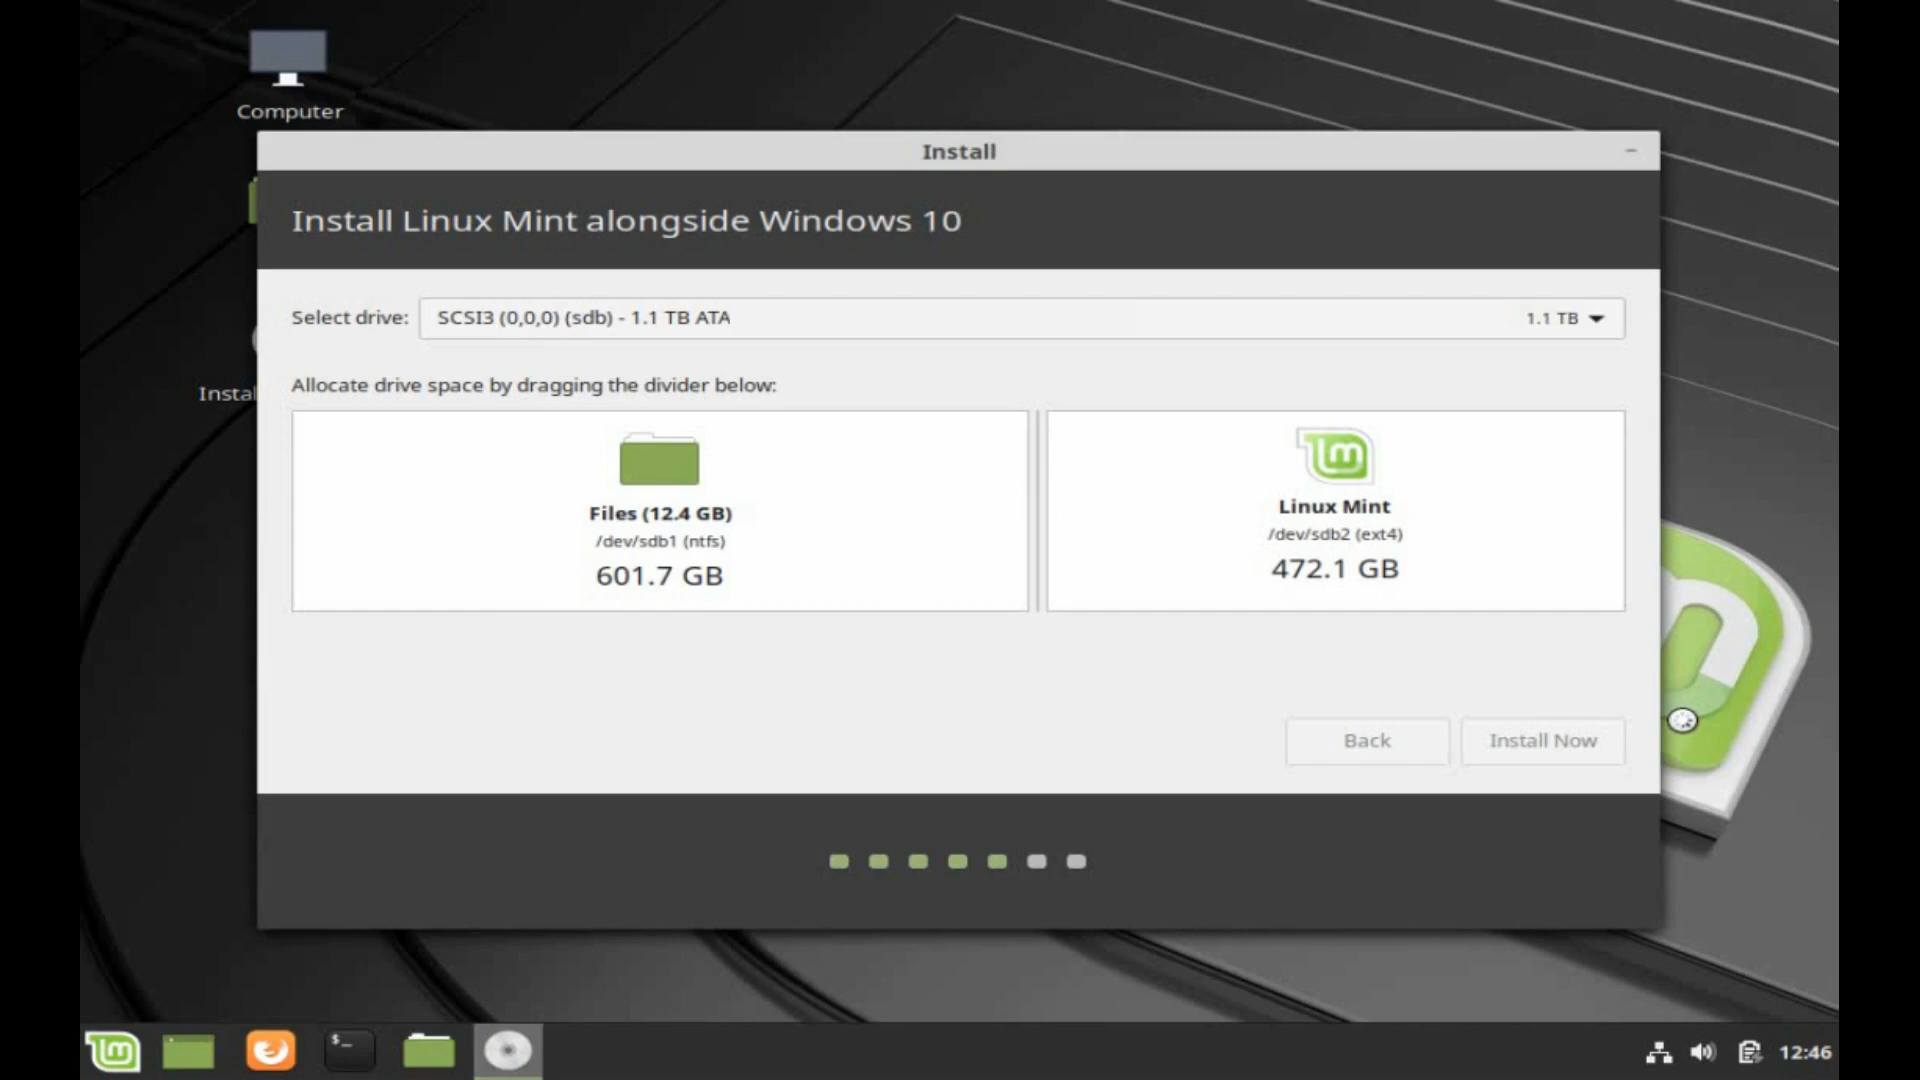 Computer
Install
Install Linux Mint alongside Windows 10
Select drive: SCSI3 (0,0,0) (sdb) - 1.1 TB ATA 1.1 TB
Allocate drive space by dragging the divider below:
Instal
Files (12.4 GB)
/dev/sdb1 (ntfs)
601.7 GB
Linux Mint
/dev/sdb2 (ext4)
472.1 GB
Back Install Now
$_
12:46